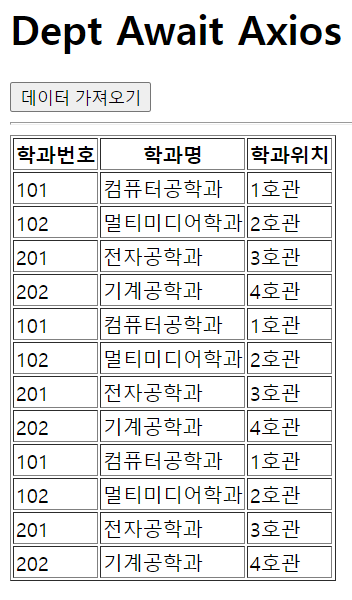 Dept Await Axios
데이터 가져오기
학과번호 학과명 학과위치
101 컴퓨터공학과 1호관
102 멀티미디어학과 2호관
201 전자공학과 3호관
202 기계공학과 4호관
101 컴퓨터공학과 1호관
102 멀티미디어학과 2호관
201 전자공학과 3호관
202 기계공학과 4호관
101 컴퓨터공학과 1호관
102 멀티미디어학과 2호관
201 전자공학과 3호관
202 기계공학과 4호관